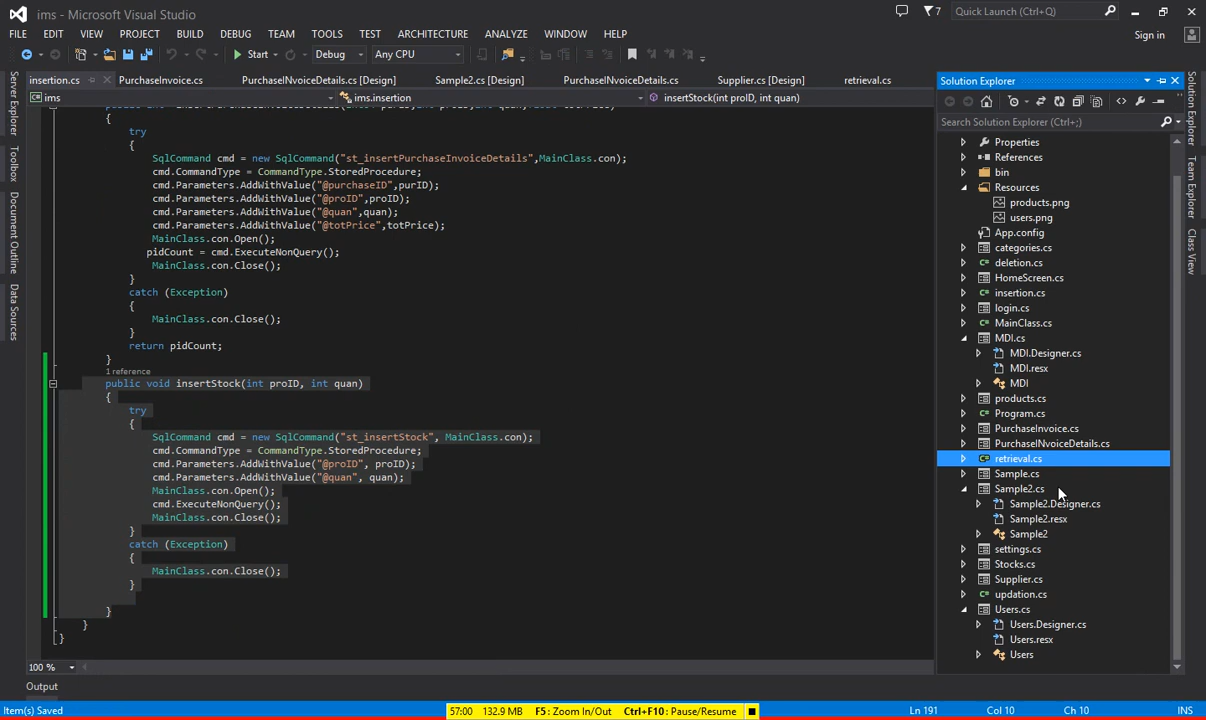 ims - Microsoft Visual Studio
7
Quick Launch (Ctrl+Q)
FILE EDIT VIEW PROJECT BUILD DEBUG TEAM TOOLS TEST ARCHITECTURE ANALYZE WINDOW HELP
Sign in
Start Debug Any CPU
insertion.cs PurchaseInvoice.cs PurchaseINvoiceDetails.cs [Design] Sample2.cs [Design] PurchaseINvoiceDetails.cs Supplier.cs [Design] retrieval.cs
ims ims.insertion insertStock(int proID, int quan)
{
try
{
SqlCommand cmd = new SqlCommand("st_insertPurchaseInvoiceDetails",MainClass.con);
cmd.CommandType = CommandType.StoredProcedure;
cmd.Parameters.AddWithValue("@purchaseID",purID);
cmd.Parameters.AddWithValue("@proID",proID);
cmd.Parameters.AddWithValue("@quan",quan);
cmd.Parameters.AddWithValue("@totPrice",totPrice);
MainClass.con.Open();
pidCount = cmd.ExecuteNonQuery();
MainClass.con.Close();
}
catch (Exception)
{
MainClass.con.Close();
}
return pidCount;
}
1 reference
public void insertStock(int proID, int quan)
{
try
{
SqlCommand cmd = new SqlCommand("st_insertStock", MainClass.con);
cmd.CommandType = CommandType.StoredProcedure;
cmd.Parameters.AddWithValue("@proID", proID);
cmd.Parameters.AddWithValue("@quan", quan);
MainClass.con.Open();
cmd.ExecuteNonQuery();
MainClass.con.Close();
}
catch (Exception)
{
MainClass.con.Close();
}
}
}
}
100 %
Output
Server Explorer
Toolbox
Document Outline
Data Sources
Solution Explorer
Search Solution Explorer (Ctrl+;)
Properties
References
bin
Resources
products.png
users.png
App.config
categories.cs
deletion.cs
HomeScreen.cs
insertion.cs
login.cs
MainClass.cs
MDI.cs
MDI.Designer.cs
MDI.resx
MDI
products.cs
Program.cs
PurchaseInvoice.cs
PurchaseINvoiceDetails.cs
retrieval.cs
Sample.cs
Sample2.cs
Sample2.Designer.cs
Sample2.resx
Sample2
settings.cs
Stocks.cs
Supplier.cs
updation.cs
Users.cs
Users.Designer.cs
Users.resx
Users
Solution Explorer
Team Explorer
Class View
Item(s) Saved
57:00 132.9 MB F5: Zoom In/Out Ctrl+F10: Pause/Resume
Ln 191 Col 10 Ch 10 INS